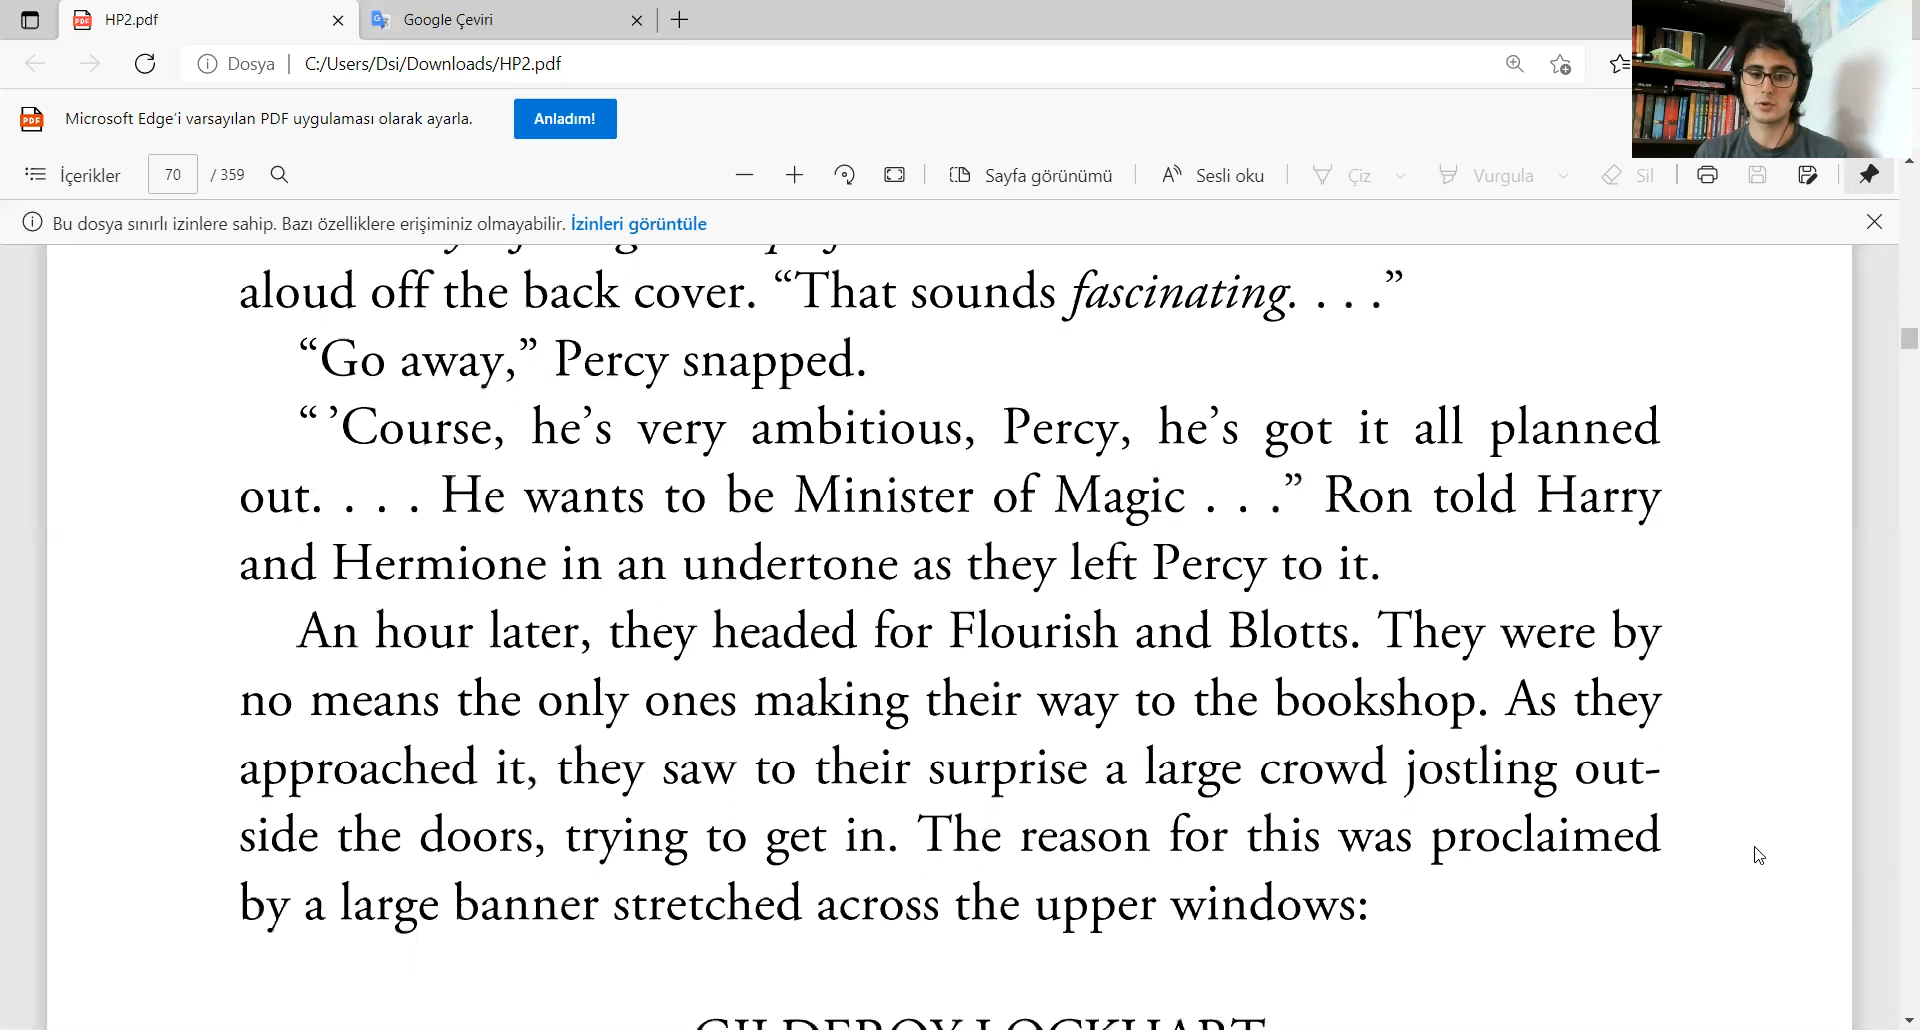 HP2.pdf
Google Çeviri
Dosya
C:/Users/Dsi/Downloads/HP2.pdf
PDF
Microsoft Edge'i varsayılan PDF uygulaması olarak ayarla.
Anladım!
İçerikler
70
/ 359
Sayfa görünümü
Sesli oku
Çiz
Vurgula
Sil
Bu dosya sınırlı izinlere sahip. Bazı özelliklere erişiminiz olmayabilir. İzinleri görüntüle
aloud off the back cover. “That sounds fascinating. . . .”
“Go away,” Percy snapped.
“ ’Course, he’s very ambitious, Percy, he’s got it all planned
out. . . . He wants to be Minister of Magic . . .” Ron told Harry
and Hermione in an undertone as they left Percy to it.
An hour later, they headed for Flourish and Blotts. They were by
no means the only ones making their way to the bookshop. As they
approached it, they saw to their surprise a large crowd jostling out-
side the doors, trying to get in. The reason for this was proclaimed
by a large banner stretched across the upper windows:
GILDEROY LOCKHART